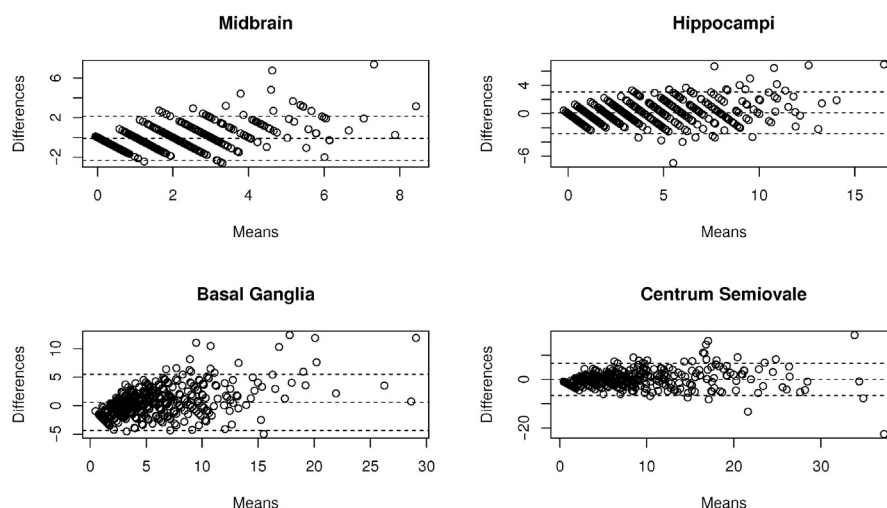 Midbrain
Differences
-2 2 6
0 2 4 6 8
Means
Hippocampi
Differences
-6 0 4
0 5 10 15
Means
Basal Ganglia
Differences
-5 0 5 10
0 5 10 15 20 25 30
Means
Centrum Semiovale
Differences
-20 0 20
0 10 20 30
Means